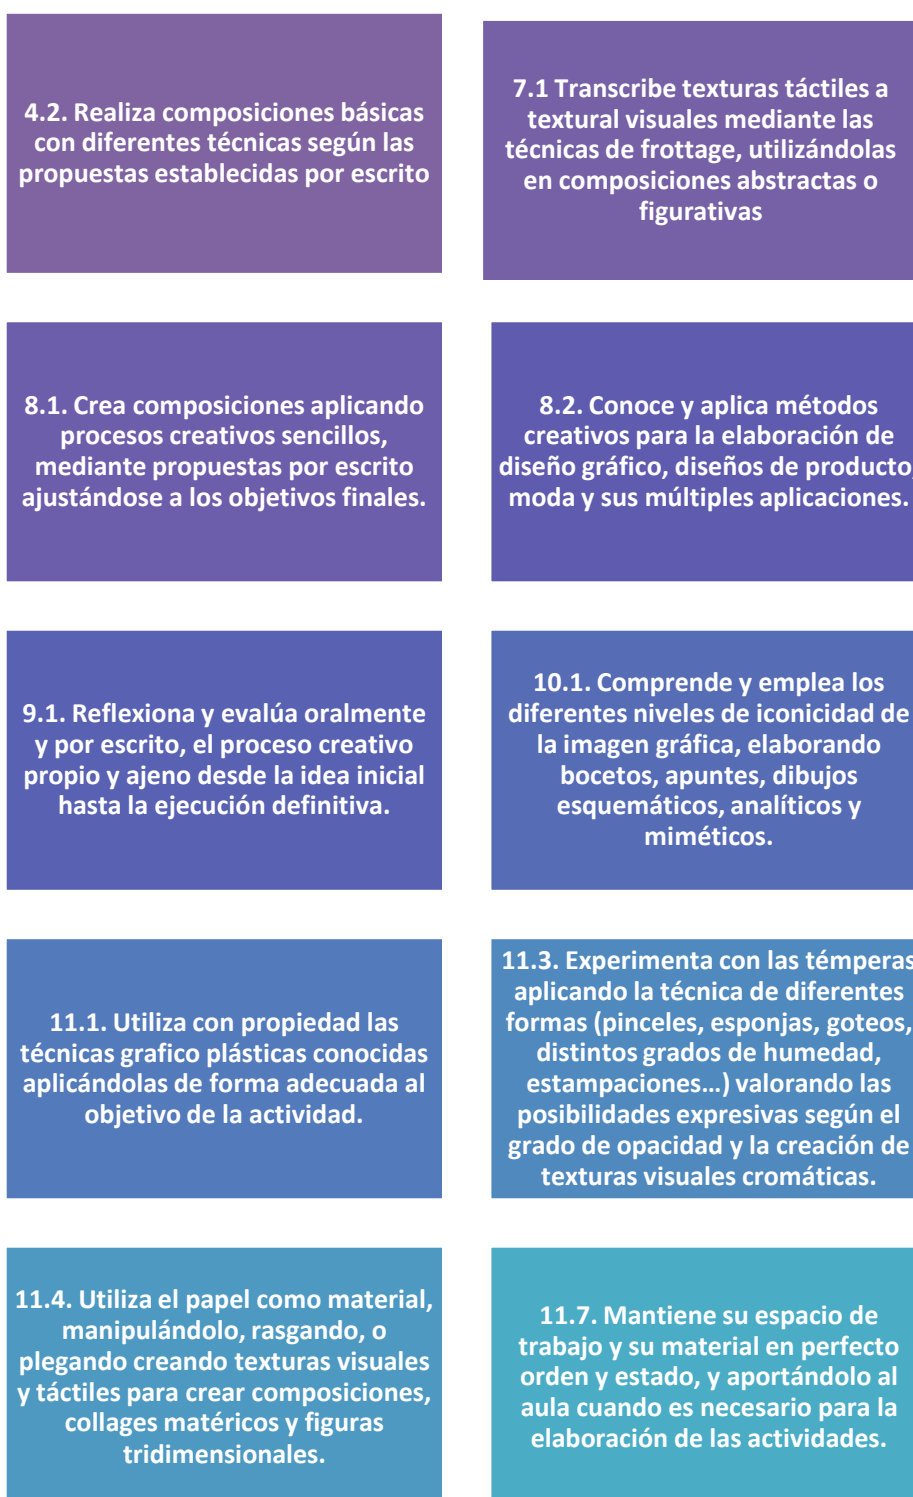 4.2. Realiza composiciones básicas
con diferentes técnicas según las
propuestas establecidas por escrito
7.1 Transcribe texturas táctiles a
textural visuales mediante las
técnicas de frottage, utilizándolas
en composiciones abstractas o
figurativas
8.1. Crea composiciones aplicando
procesos creativos sencillos,
mediante propuestas por escrito
ajustándose a los objetivos finales.
8.2. Conoce y aplica métodos
creativos para la elaboración de
diseño gráfico, diseños de producto,
moda y sus múltiples aplicaciones.
9.1. Reflexiona y evalúa oralmente
y por escrito, el proceso creativo
propio y ajeno desde la idea inicial
hasta la ejecución definitiva.
10.1. Comprende y emplea los
diferentes niveles de iconicidad de
la imagen gráfica, elaborando
bocetos, apuntes, dibujos
esquemáticos, analíticos y
miméticos.
11.1. Utiliza con propiedad las
técnicas grafico plásticas conocidas
aplicándolas de forma adecuada al
objetivo de la actividad.
11.3. Experimenta con las témperas
aplicando la técnica de diferentes
formas (pinceles, esponjas, goteos,
distintos grados de humedad,
estampaciones…) valorando las
posibilidades expresivas según el
grado de opacidad y la creación de
texturas visuales cromáticas.
11.4. Utiliza el papel como material,
manipulándolo, rasgando, o
plegando creando texturas visuales
y táctiles para crear composiciones,
collages matéricos y figuras
tridimensionales.
11.7. Mantiene su espacio de
trabajo y su material en perfecto
orden y estado, y aportándolo al
aula cuando es necesario para la
elaboración de las actividades.